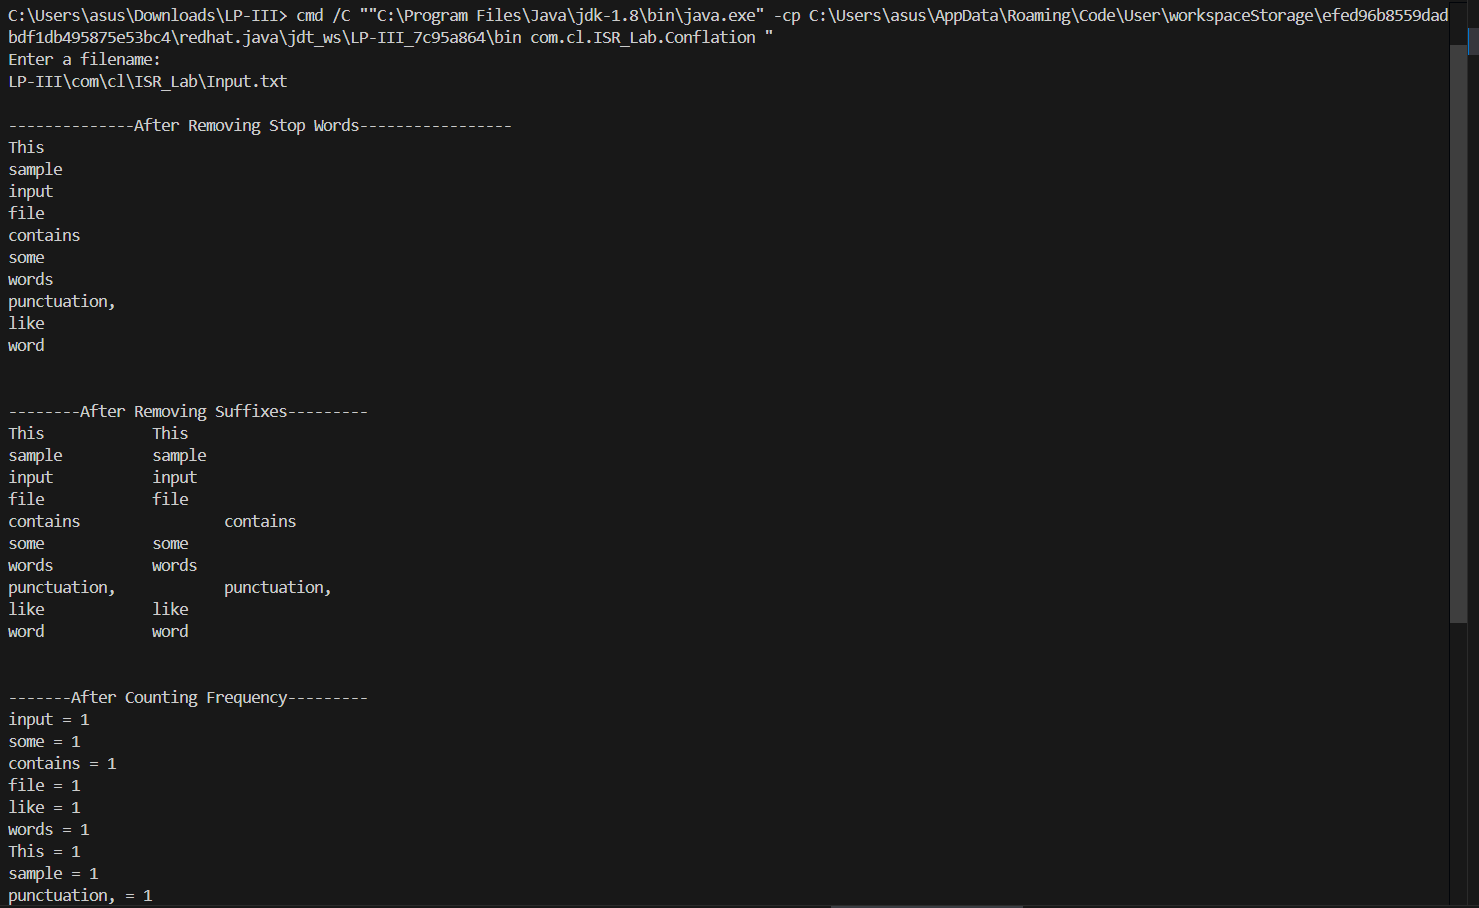 C:\Users\asus\Downloads\LP-III> cmd /C ""C:\Program Files\Java\jdk-1.8\bin\java.exe" -cp C:\Users\asus\AppData\Roaming\Code\User\workspaceStorage\efed96b8559dad
bdf1db495875e53bc4\redhat.java\jdt_ws\LP-III_7c95a864\bin com.cl.ISR_Lab.Conflation "
Enter a filename:
LP-III\com\cl\ISR_Lab\Input.txt
--------------After Removing Stop Words-----------------
This
sample
input
file
contains
some
words
punctuation,
like
word
--------After Removing Suffixes---------
This            This
sample          sample
input           input
file            file
contains                contains
some            some
words           words
punctuation,            punctuation,
like            like
word            word
-------After Counting Frequency---------
input = 1
some = 1
contains = 1
file = 1
like = 1
words = 1
This = 1
sample = 1
punctuation, = 1